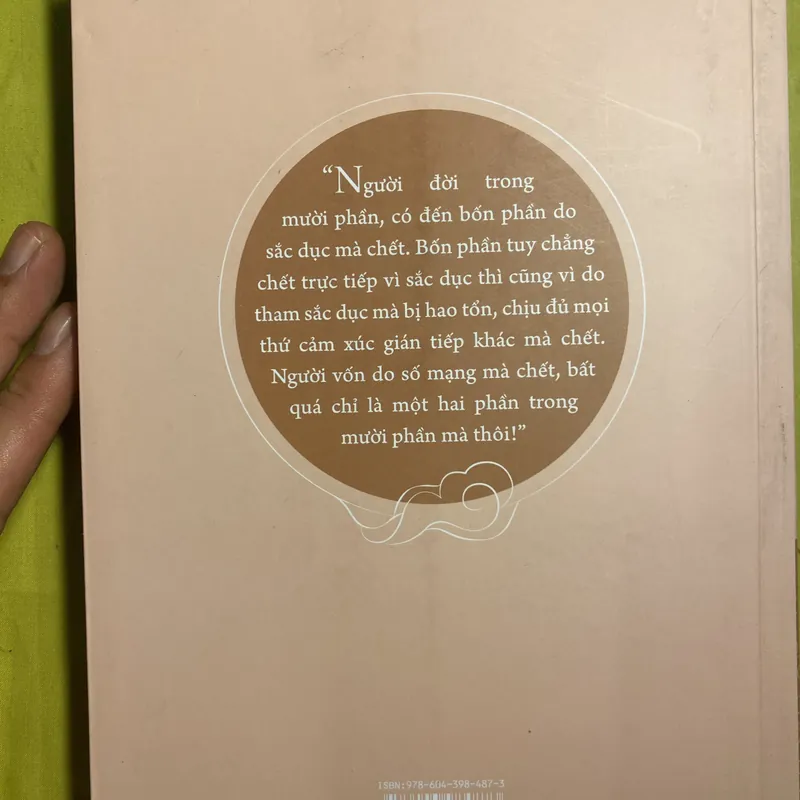 “Người đời trong
mười phần, có đến bốn phần do
sắc dục mà chết. Bốn phần tuy chẳng
chết trực tiếp vì sắc dục thì cũng vì do
tham sắc dục mà bị hao tổn, chịu đủ mọi
thứ cảm xúc gián tiếp khác mà chết.
Người vốn do số mạng mà chết, bất
quá chỉ là một hai phần trong
mười phần mà thôi!”
ISBN:978-604-398-487-3